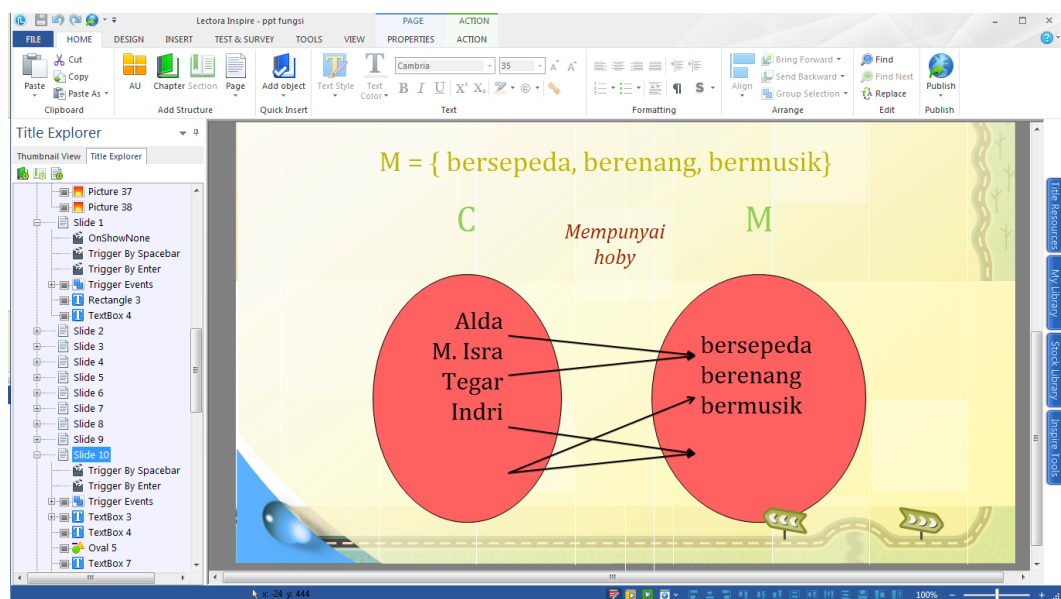 Lectora Inspire - ppt fungsi
PAGE
ACTION
FILE
HOME
DESIGN
INSERT
TEST & SURVEY
TOOLS
VIEW
PROPERTIES
ACTION
Paste
Cut
Copy
Paste As
Clipboard
AU
Chapter
Section
Page
Add Structure
Add object
Quick Insert
Text Style
Text Color
Cambria
35
B I U X² X₂
Text
Formatting
Align
Bring Forward
Send Backward
Group Selection
Arrange
Find
Find Next
Replace
Edit
Publish
Publish
Title Explorer
Thumbnail View
Title Explorer
Picture 37
Picture 38
Slide 1
OnShowNone
Trigger By Spacebar
Trigger By Enter
Trigger Events
Rectangle 3
TextBox 4
Slide 2
Slide 3
Slide 4
Slide 5
Slide 6
Slide 7
Slide 8
Slide 9
Slide 10
Trigger By Spacebar
Trigger By Enter
Trigger Events
TextBox 3
TextBox 4
Oval 5
TextBox 7
M = { bersepeda, berenang, bermusik}
C
Mempunyai
hoby
M
Alda
M. Isra
Tegar
Indri
bersepeda
berenang
bermusik
Title Resources
My Library
Stock Library
Inspire Tools
x: -24 y: 444
100%